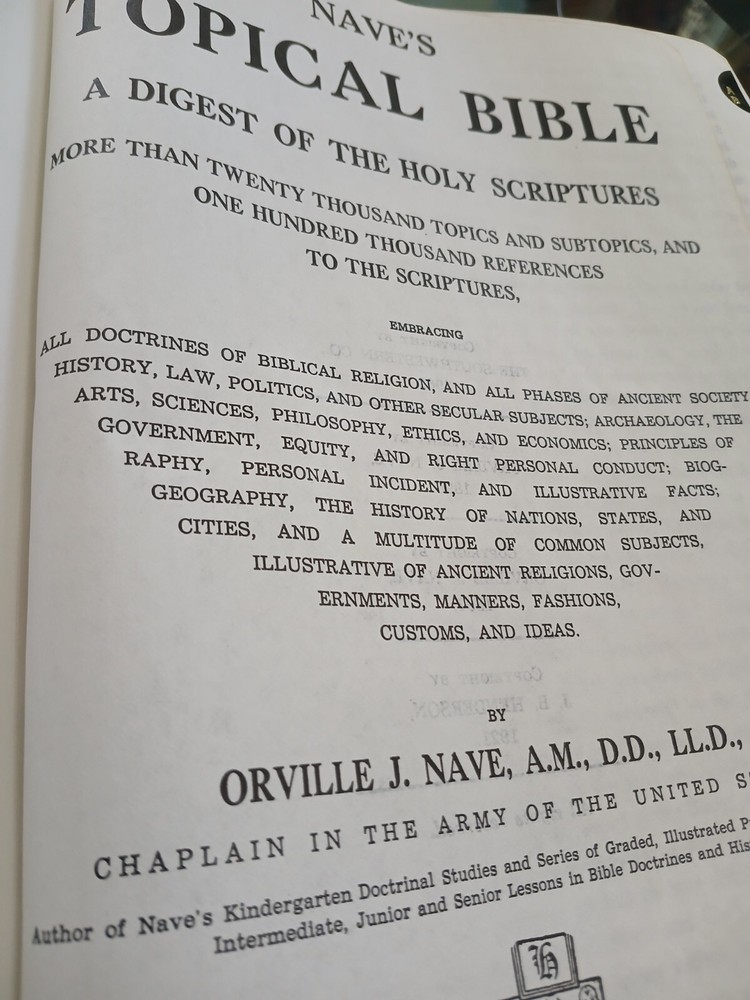 NAVE'S
TOPICAL BIBLE
A DIGEST OF THE HOLY SCRIPTURES
MORE THAN TWENTY THOUSAND TOPICS AND SUBTOPICS, AND
ONE HUNDRED THOUSAND REFERENCES
TO THE SCRIPTURES,
EMBRACING
ALL DOCTRINES OF BIBLICAL RELIGION, AND ALL PHASES OF ANCIENT SOCIETY
HISTORY, LAW, POLITICS, AND OTHER SECULAR SUBJECTS; ARCHAEOLOGY, THE
ARTS, SCIENCES, PHILOSOPHY, ETHICS, AND ECONOMICS; PRINCIPLES OF
GOVERNMENT, EQUITY, AND RIGHT PERSONAL CONDUCT; BIOG-
RAPHY, PERSONAL INCIDENT, AND ILLUSTRATIVE FACTS;
GEOGRAPHY, THE HISTORY OF NATIONS, STATES, AND
CITIES, AND A MULTITUDE OF COMMON SUBJECTS,
ILLUSTRATIVE OF ANCIENT RELIGIONS, GOV-
ERNMENTS, MANNERS, FASHIONS,
CUSTOMS, AND IDEAS.
BY
ORVILLE J. NAVE, A.M., D.D., LL.D.,
CHAPLAIN IN THE ARMY OF THE UNITED
Author of Nave's Kindergarten Doctrinal Studies and Series of Graded, Illustrated
Intermediate, Junior and Senior Lessons in Bible Doctrines and